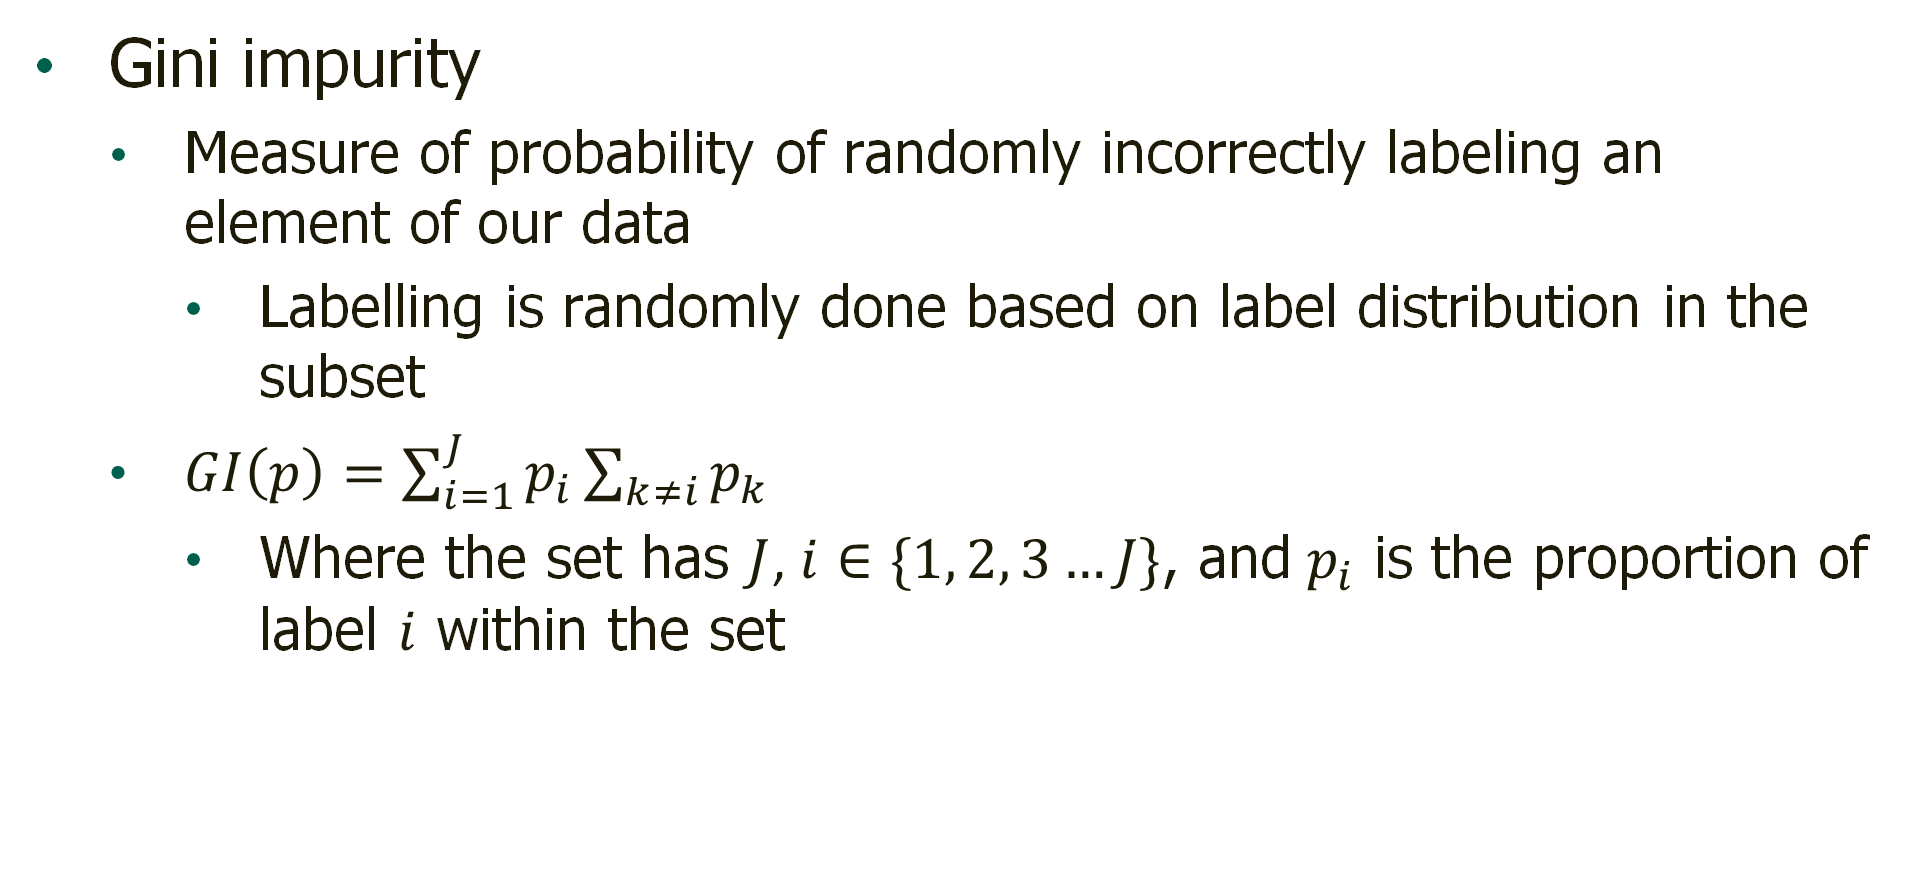 • Gini impurity
• Measure of probability of randomly incorrectly labeling an
element of our data
• Labelling is randomly done based on label distribution in the
subset
• 𝐺𝐼(𝑝) = ∑_{𝑖=1}^{𝐽} 𝑝_𝑖 ∑_{𝑘≠𝑖} 𝑝_𝑘
• Where the set has 𝐽, 𝑖 ∈ {1, 2, 3 … 𝐽}, and 𝑝_𝑖 is the proportion of
label 𝑖 within the set